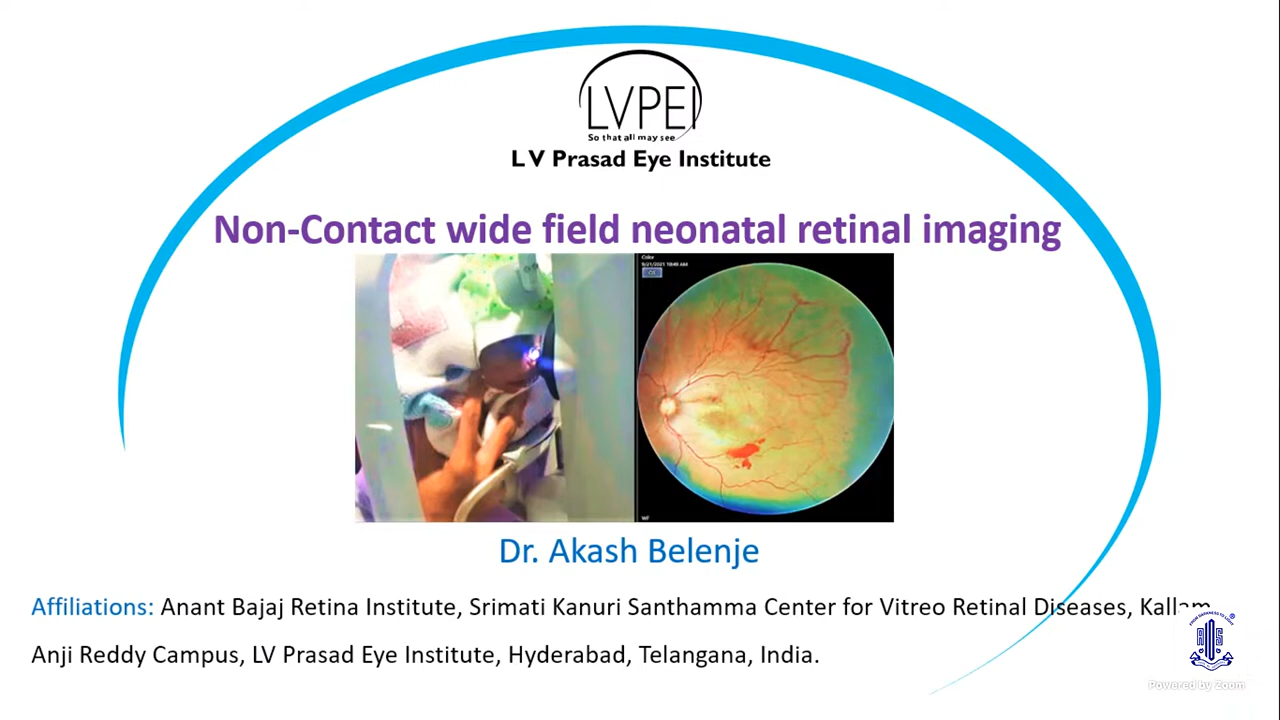 LVPEI
So that all may see
L V Prasad Eye Institute
Non-Contact wide field neonatal retinal imaging
Color
Dr. Akash Belenje
Affiliations: Anant Bajaj Retina Institute, Srimati Kanuri Santhamma Center for Vitreo Retinal Diseases, Kallam
Anji Reddy Campus, LV Prasad Eye Institute, Hyderabad, Telangana, India.
Powered by Zoom